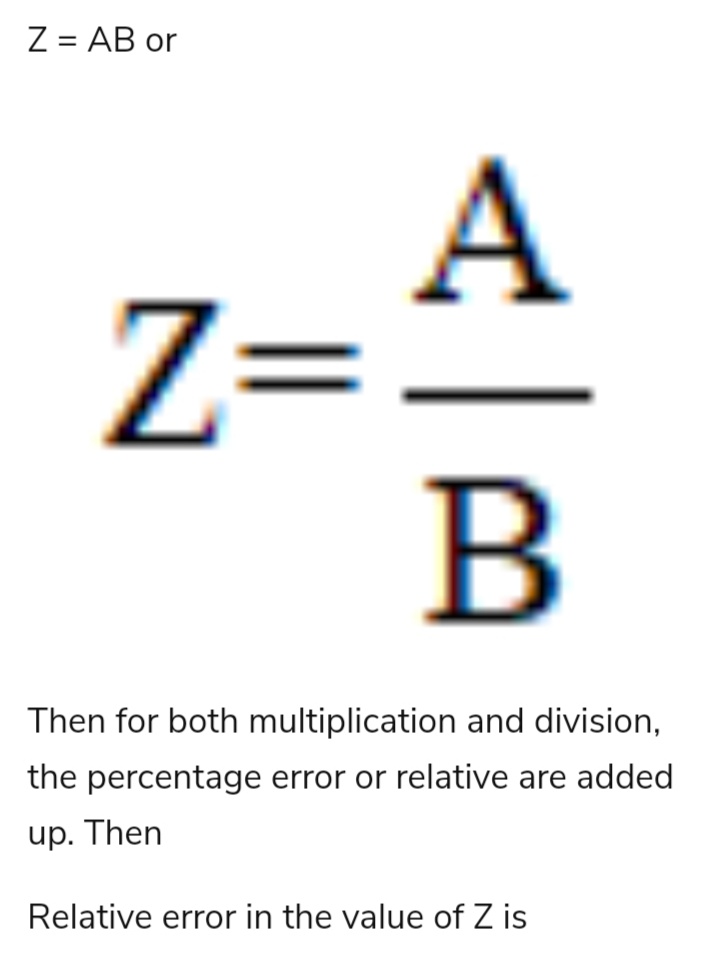 Z = AB or
A
Z=
B
Then for both multiplication and division,
the percentage error or relative are added
up. Then
Relative error in the value of Z is